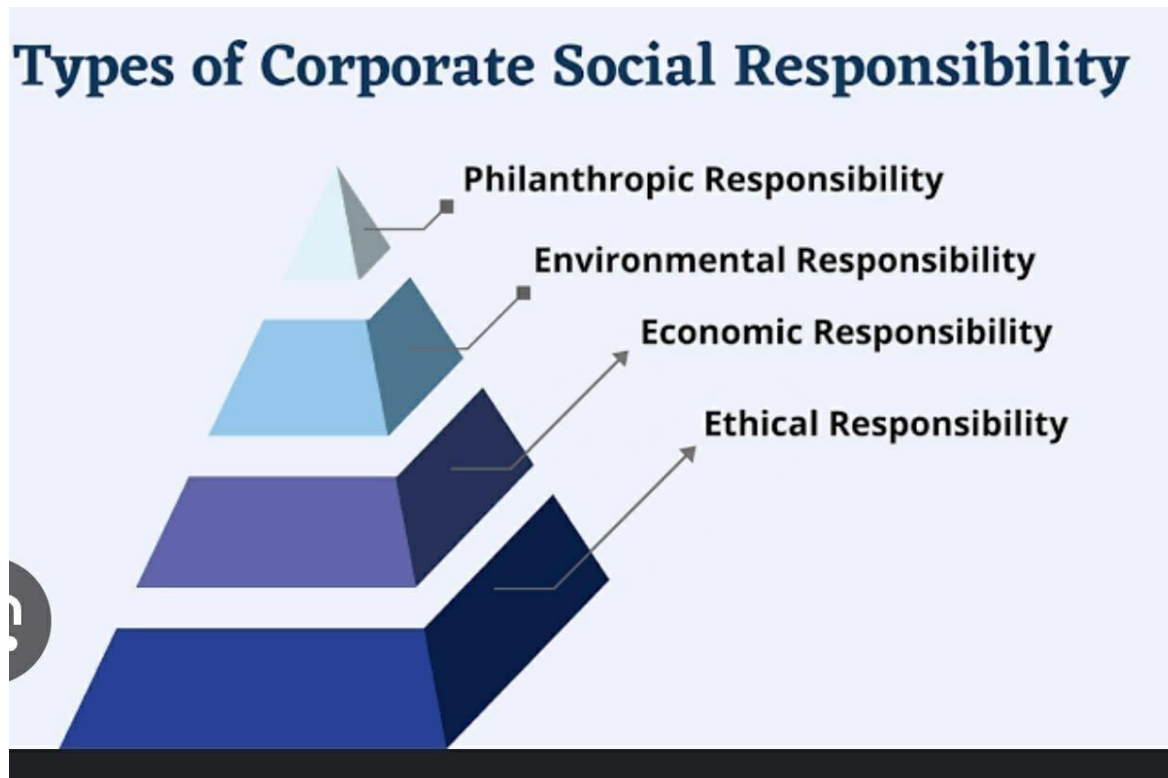 Types of Corporate Social Responsibility
Philanthropic Responsibility
Environmental Responsibility
Economic Responsibility
Ethical Responsibility